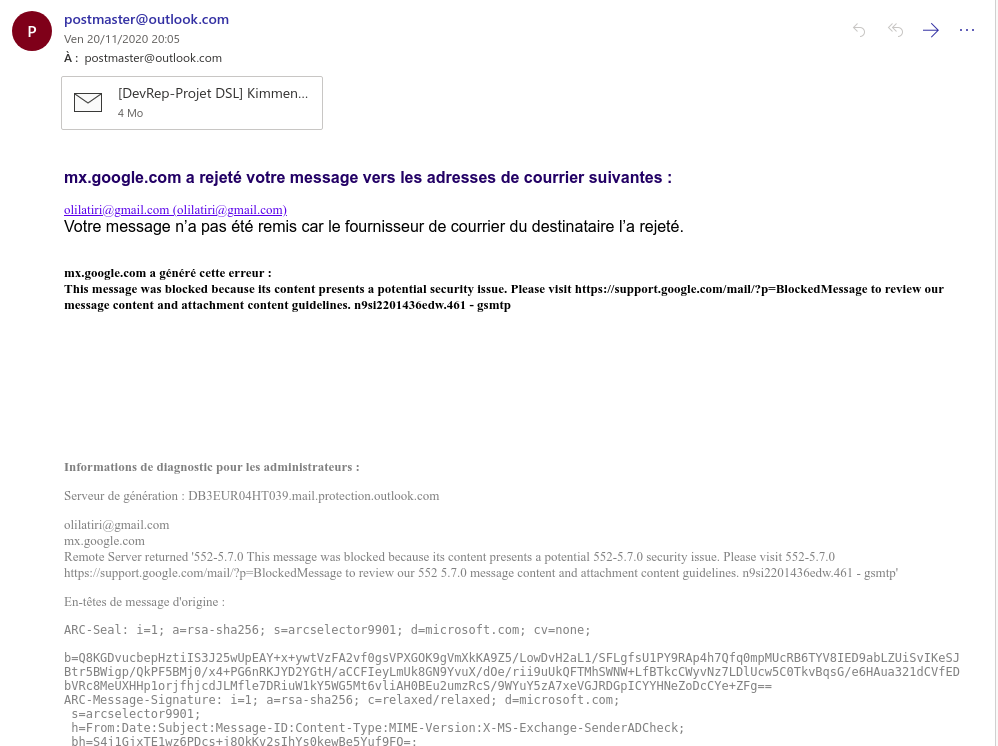 P
postmaster@outlook.com
Ven 20/11/2020 20:05
À : postmaster@outlook.com
[DevRep-Projet DSL] Kimmen...
4 Mo
mx.google.com a rejeté votre message vers les adresses de courrier suivantes :
olilatiri@gmail.com (olilatiri@gmail.com)
Votre message n’a pas été remis car le fournisseur de courrier du destinataire l’a rejeté.
mx.google.com a généré cette erreur :
This message was blocked because its content presents a potential security issue. Please visit https://support.google.com/mail/?p=BlockedMessage to review our
message content and attachment content guidelines. n9si2201436edw.461 - gsmtp
Informations de diagnostic pour les administrateurs :
Serveur de génération : DB3EUR04HT039.mail.protection.outlook.com
olilatiri@gmail.com
mx.google.com
Remote Server returned '552-5.7.0 This message was blocked because its content presents a potential 552-5.7.0 security issue. Please visit 552-5.7.0
https://support.google.com/mail/?p=BlockedMessage to review our 552 5.7.0 message content and attachment content guidelines. n9si2201436edw.461 - gsmtp'
En-têtes de message d'origine :
ARC-Seal: i=1; a=rsa-sha256; s=arcselector9901; d=microsoft.com; cv=none;
b=Q8KGDvucbepHztiIS3J25wUpEAY+x+ywtVzFA2vf0gsVPXGOK9gVmXkKA9Z5/LowDvH2aL1/SFLgfsU1PY9RAp4h7Qfq0mpMUcRB6TYV8IED9abLZUiSvIKeSJ
Btr5BWigp/QkPF5BMj0/x4+PG6nRKJYD2YGtH/aCCFIeyLmUk8GN9YvuX/dOe/rii9uUkQFTMhSWNW+LfBTkcCWyvNz7LDlUcw5C0TkvBqsG/e6HAua321dCVfED
bVRc8MeUXHHp1orjfhjcdJLMfle7DRiuW1kY5WG5Mt6vliAH0BEu2umzRcS/9WYuY5zA7xeVGJRDGpICYYHNeZoDcCYe+ZFg==
ARC-Message-Signature: i=1; a=rsa-sha256; c=relaxed/relaxed; d=microsoft.com;
s=arcselector9901;
h=From:Date:Subject:Message-ID:Content-Type:MIME-Version:X-MS-Exchange-SenderADCheck;
bh=S4j1GjxTE1wz6PDcs+j8OkKv2sIhYs0kewBe5Yuf9FQ=;